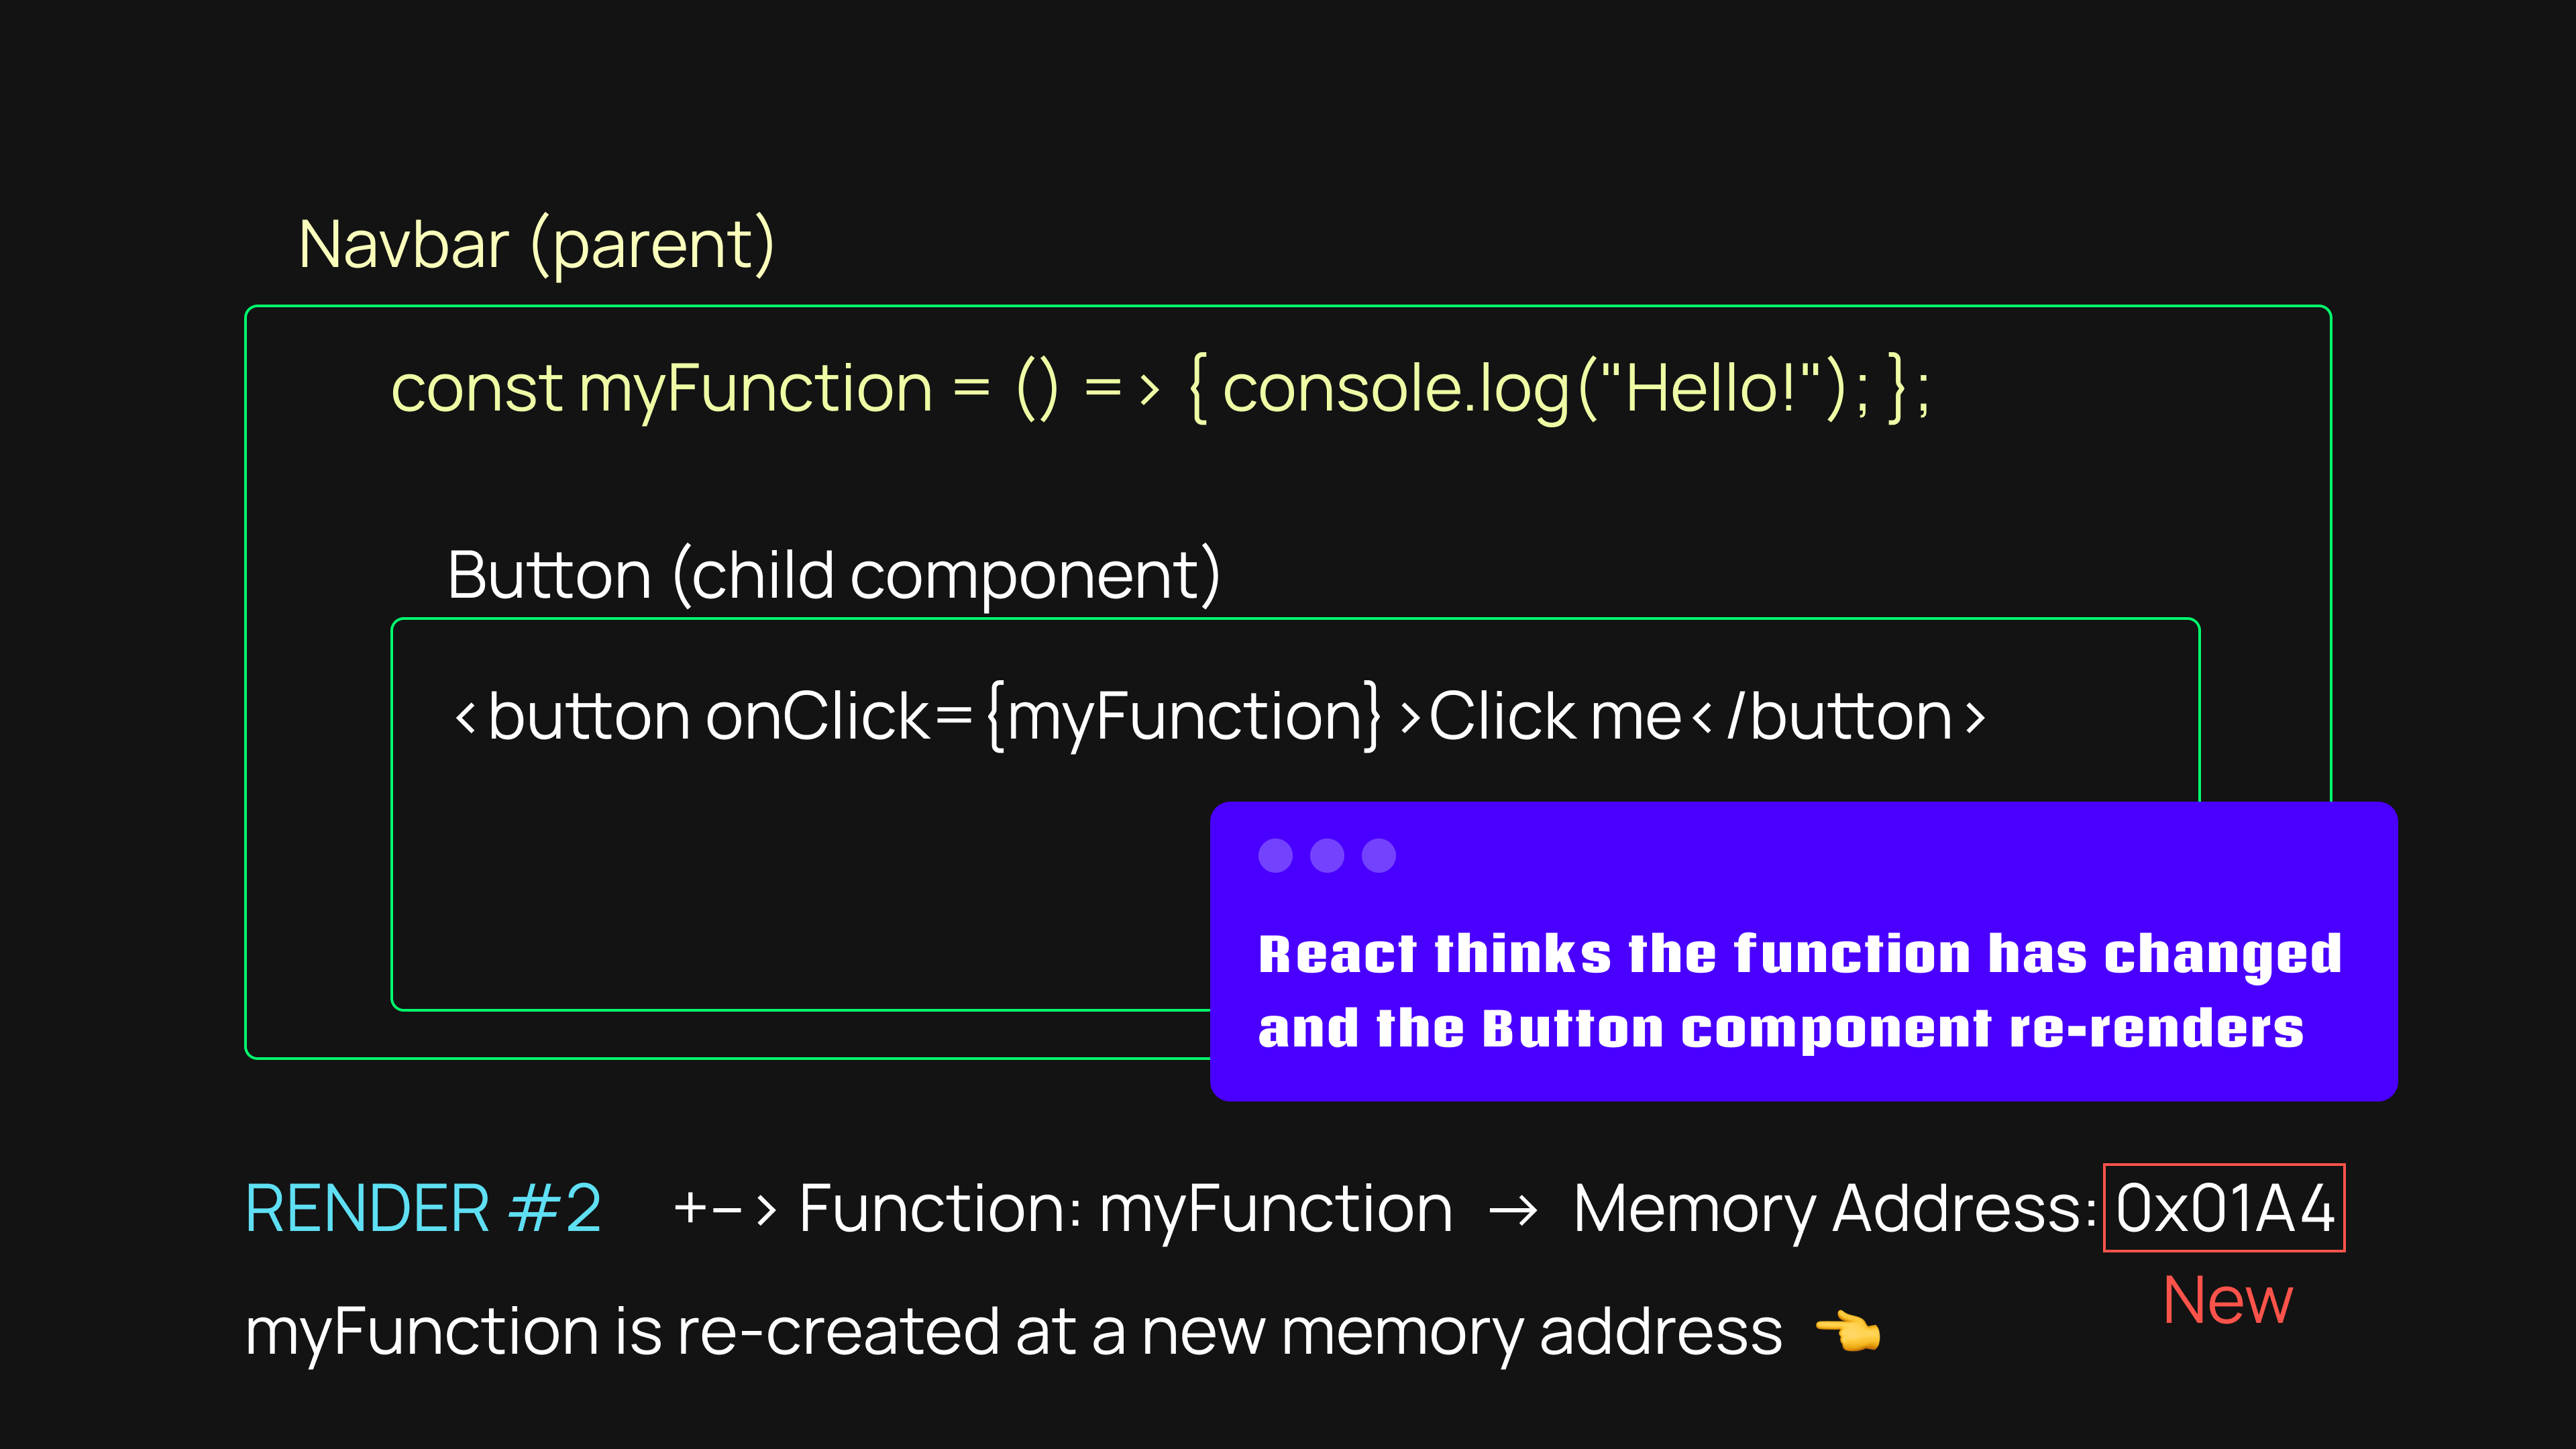 Navbar (parent)
const myFunction = () => { console.log("Hello!"); };
Button (child component)
<button onClick={myFunction}>Click me</button>
React thinks the function has changed
and the Button component re-renders
RENDER #2 +-> Function: myFunction → Memory Address: 0x01A4
New
myFunction is re-created at a new memory address 👈